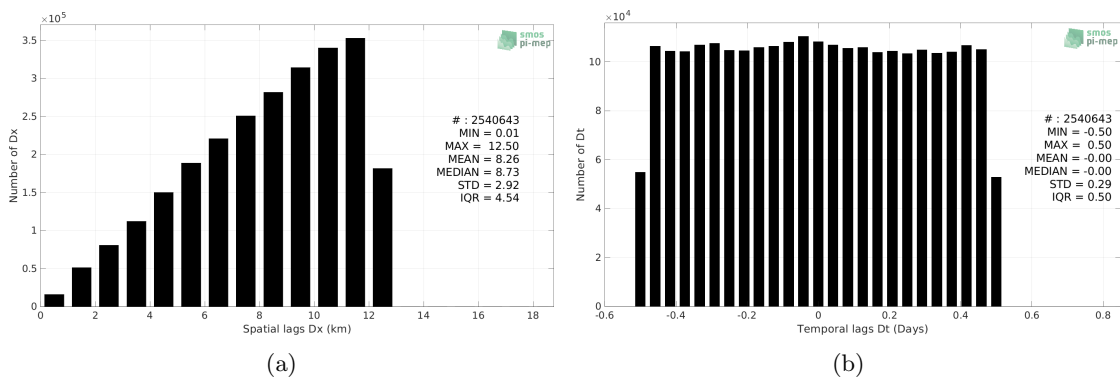 ×10⁵
smos
pi-mep
3.5
3
2.5
2
1.5
1
0.5
0
Number of Dx
# : 2540643
MIN = 0.01
MAX = 12.50
MEAN = 8.26
MEDIAN = 8.73
STD = 2.92
IQR = 4.54
0 2 4 6 8 10 12 14 16 18
Spatial lags Dx (km)
(a)
×10⁴
smos
pi-mep
10
8
6
4
2
0
Number of Dt
# : 2540643
MIN = -0.50
MAX = 0.50
MEAN = -0.00
MEDIAN = -0.00
STD = 0.29
IQR = 0.50
-0.6 -0.4 -0.2 0 0.2 0.4 0.6 0.8
Temporal lags Dt (Days)
(b)